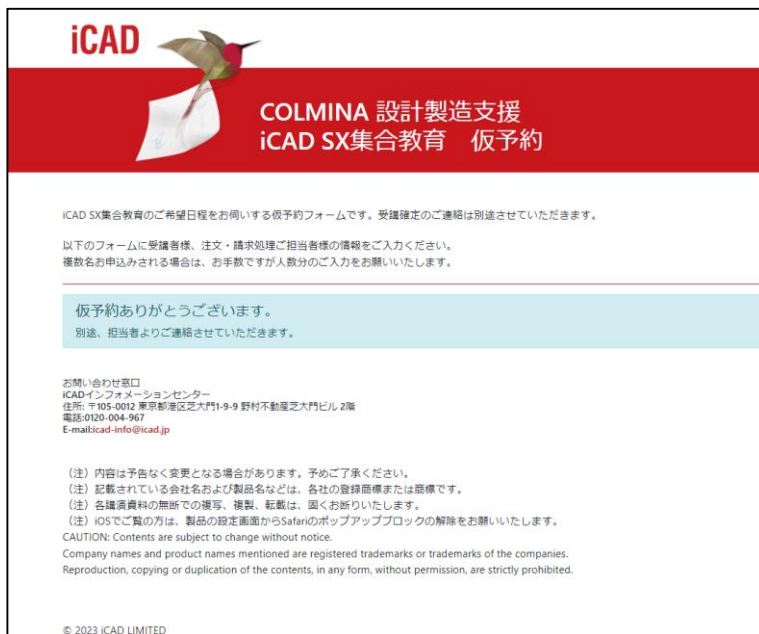 iCAD
COLMINA 設計製造支援
iCAD SX集合教育　仮予約
iCAD SX集合教育のご希望日程をお伺いする仮予約フォームです。受講確定のご連絡は別途させていただきます。
以下のフォームに受講者様、注文・請求処理ご担当者様の情報をご入力ください。
複数名お申込みされる場合は、お手数ですが人数分のご入力をお願いいたします。
仮予約ありがとうございます。
別途、担当者よりご連絡させていただきます。
お問い合わせ窓口
iCADインフォメーションセンター
住所: 〒105-0012 東京都港区芝大門1-9-9 野村不動産芝大門ビル 2階
電話:0120-004-967
E-mail:icad-info@icad.jp
（注）内容は予告なく変更となる場合があります。予めご了承ください。
（注）記載されている会社名および製品名などは、各社の登録商標または商標です。
（注）各講演資料の無断での複写、複製、転載は、固くお断りいたします。
（注）iOSでご覧の方は、製品の設定画面からSafariのポップアップブロックの解除をお願いいたします。
CAUTION: Contents are subject to change without notice.
Company names and product names mentioned are registered trademarks or trademarks of the companies.
Reproduction, copying or duplication of the contents, in any form, without permission, are strictly prohibited.
© 2023 iCAD LIMITED